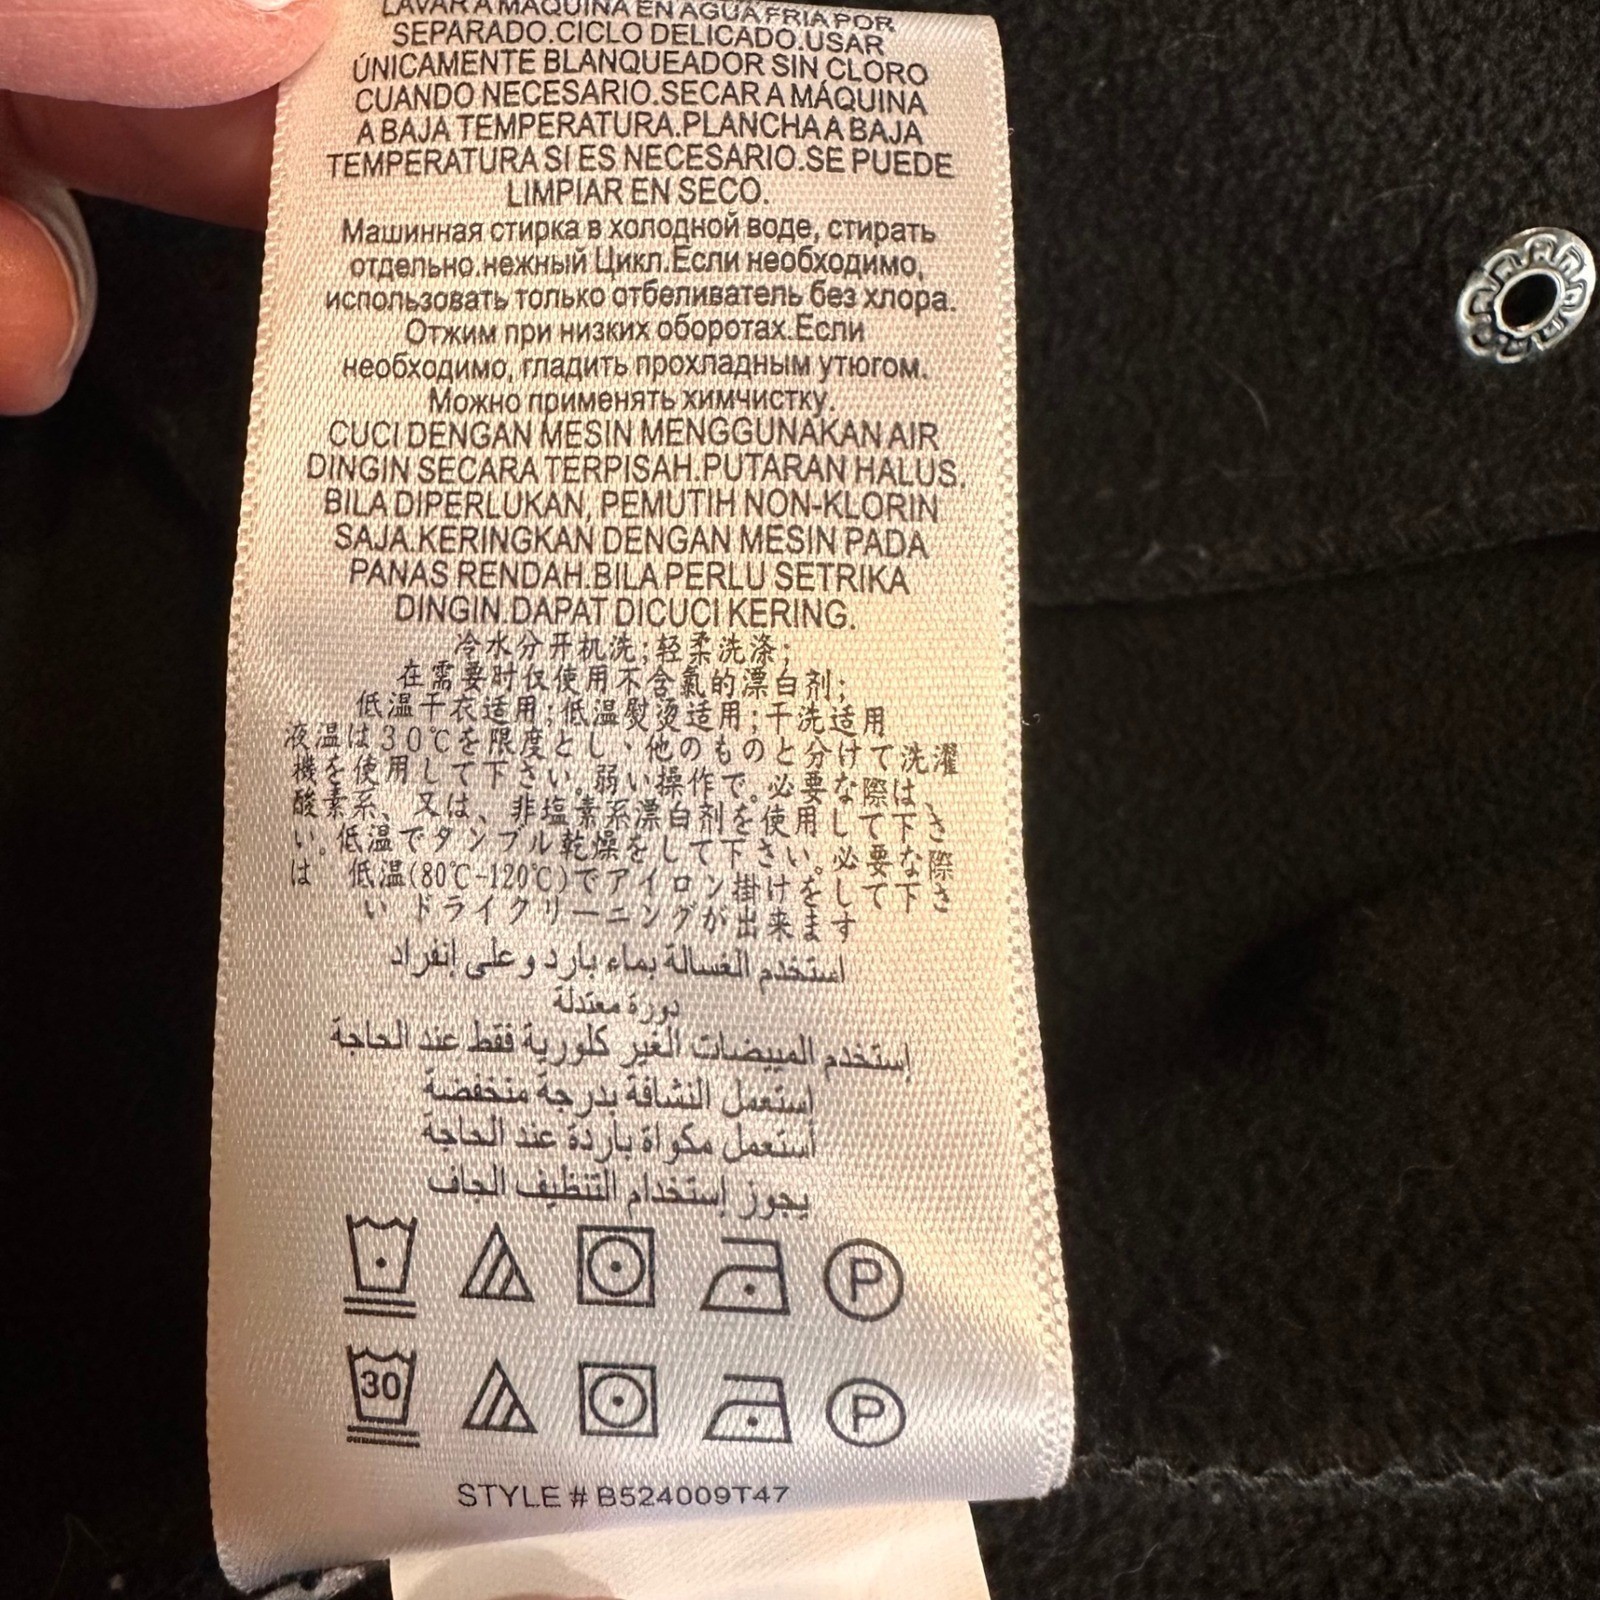 LAVAR A MAQUINA EN AGUA FRIA POR
SEPARADO.CICLO DELICADO.USAR
ÚNICAMENTE BLANQUEADOR SIN CLORO
CUANDO NECESARIO.SECAR A MÁQUINA
A BAJA TEMPERATURA.PLANCHA A BAJA
TEMPERATURA SI ES NECESARIO.SE PUEDE
LIMPIAR EN SECO.
Машинная стирка в холодной воде, стирать
отдельно.нежный Цикл.Если необходимо,
использовать только отбеливатель без хлора.
Отжим при низких оборотах.Если
необходимо, гладить прохладным утюгом.
Можно применять химчистку.
CUCI DENGAN MESIN MENGGUNAKAN AIR
DINGIN SECARA TERPISAH.PUTARAN HALUS.
BILA DIPERLUKAN, PEMUTIH NON-KLORIN
SAJA.KERINGKAN DENGAN MESIN PADA
PANAS RENDAH.BILA PERLU SETRIKA
DINGIN.DAPAT DICUCI KERING.
冷水分开机洗;轻柔洗涤;
在需要时仅使用不含氯的漂白剂;
低温干衣适用;低温熨烫适用;干洗适用
液温は30℃を限度とし、他のものと分けて洗濯
機を使用して下さい。弱い操作で。必要な際は
酸素系、又は、非塩素系漂白剤を使用して下さ
い。低温でタンブル乾燥をして下さい。必要な際
は 低温(80℃-120℃)でアイロン掛けをして下さ
い ドライクリーニングが出来ます
استخدم الغسالة بماء بارد وعلى إنفراد
دورة معتدلة
إستخدم المبيضات الغير كلورية فقط عند الحاجة
إستعمل النشافة بدرجة منخفضة
أستعمل مكواة باردة عند الحاجة
يجوز إستخدام التنظيف الجاف
P
30 P
STYLE # B524009T47